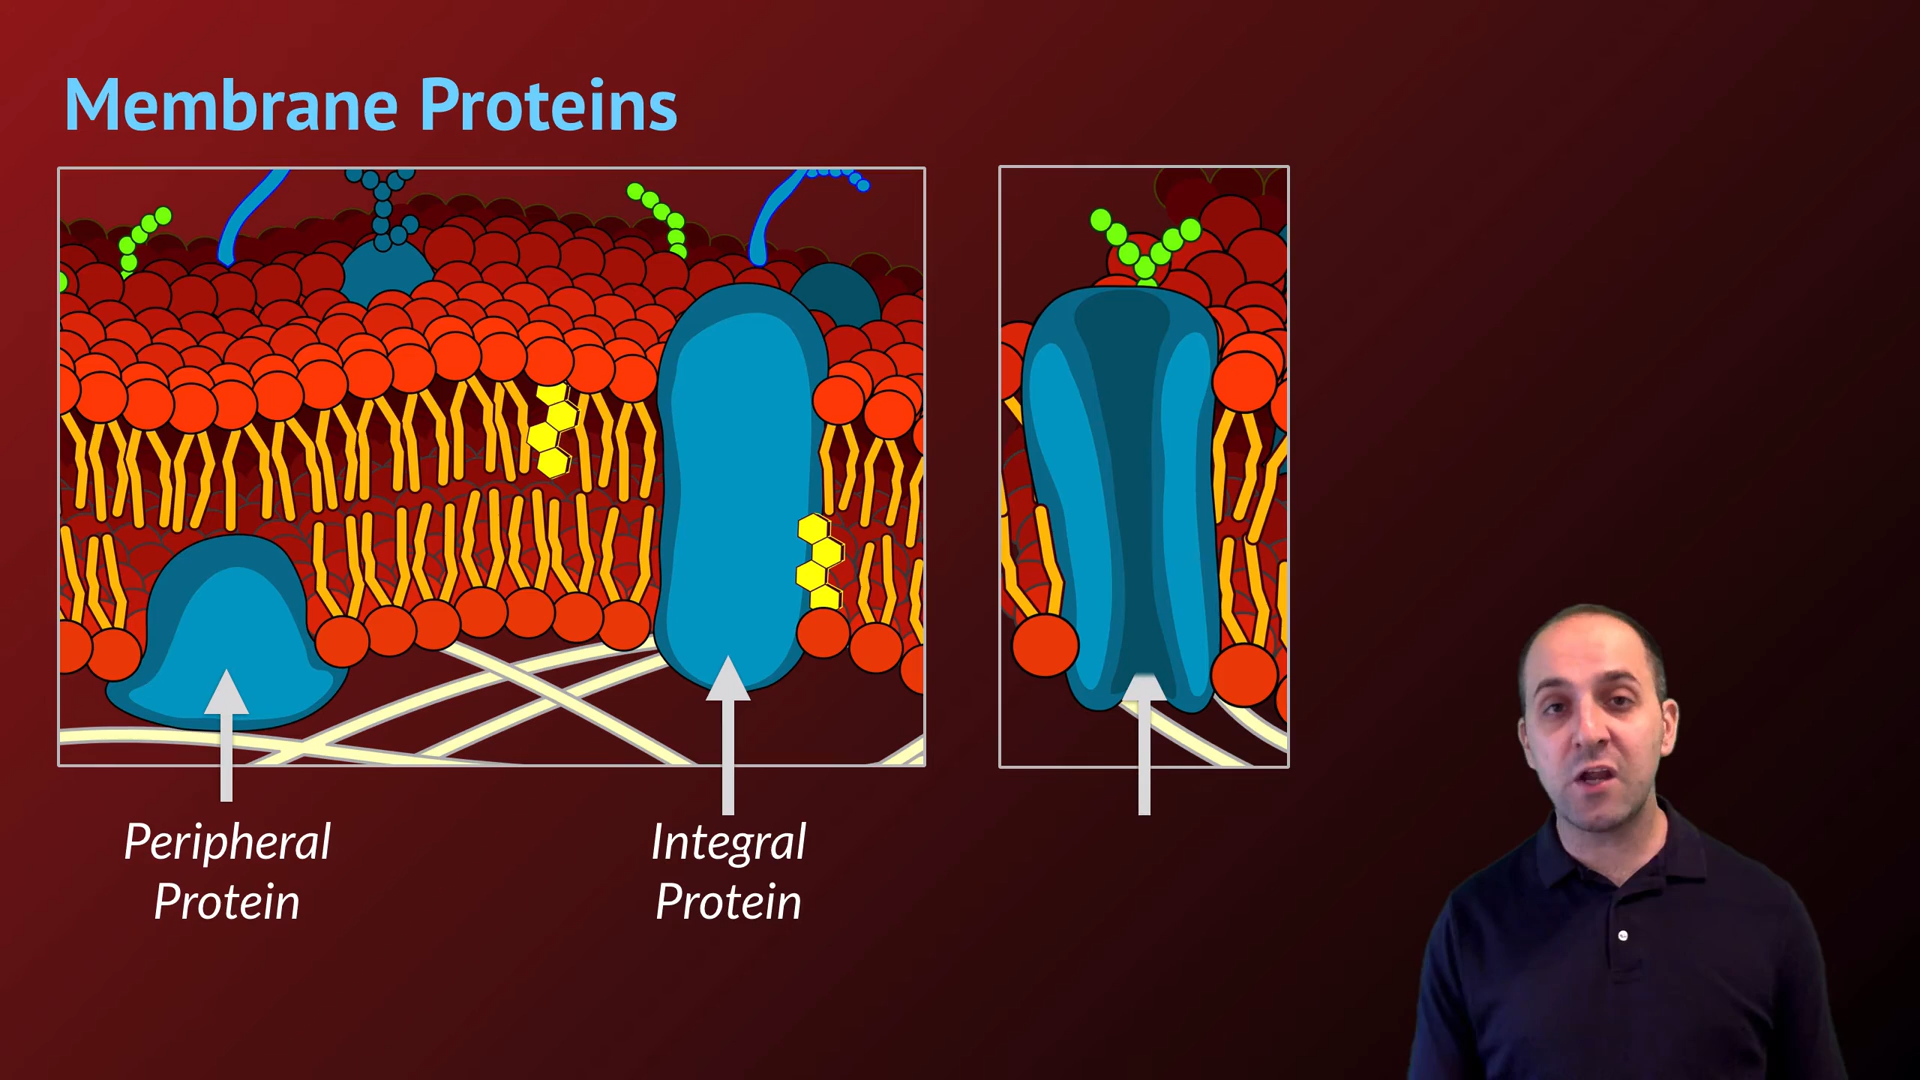 Membrane Proteins
Peripheral
Protein
Integral
Protein